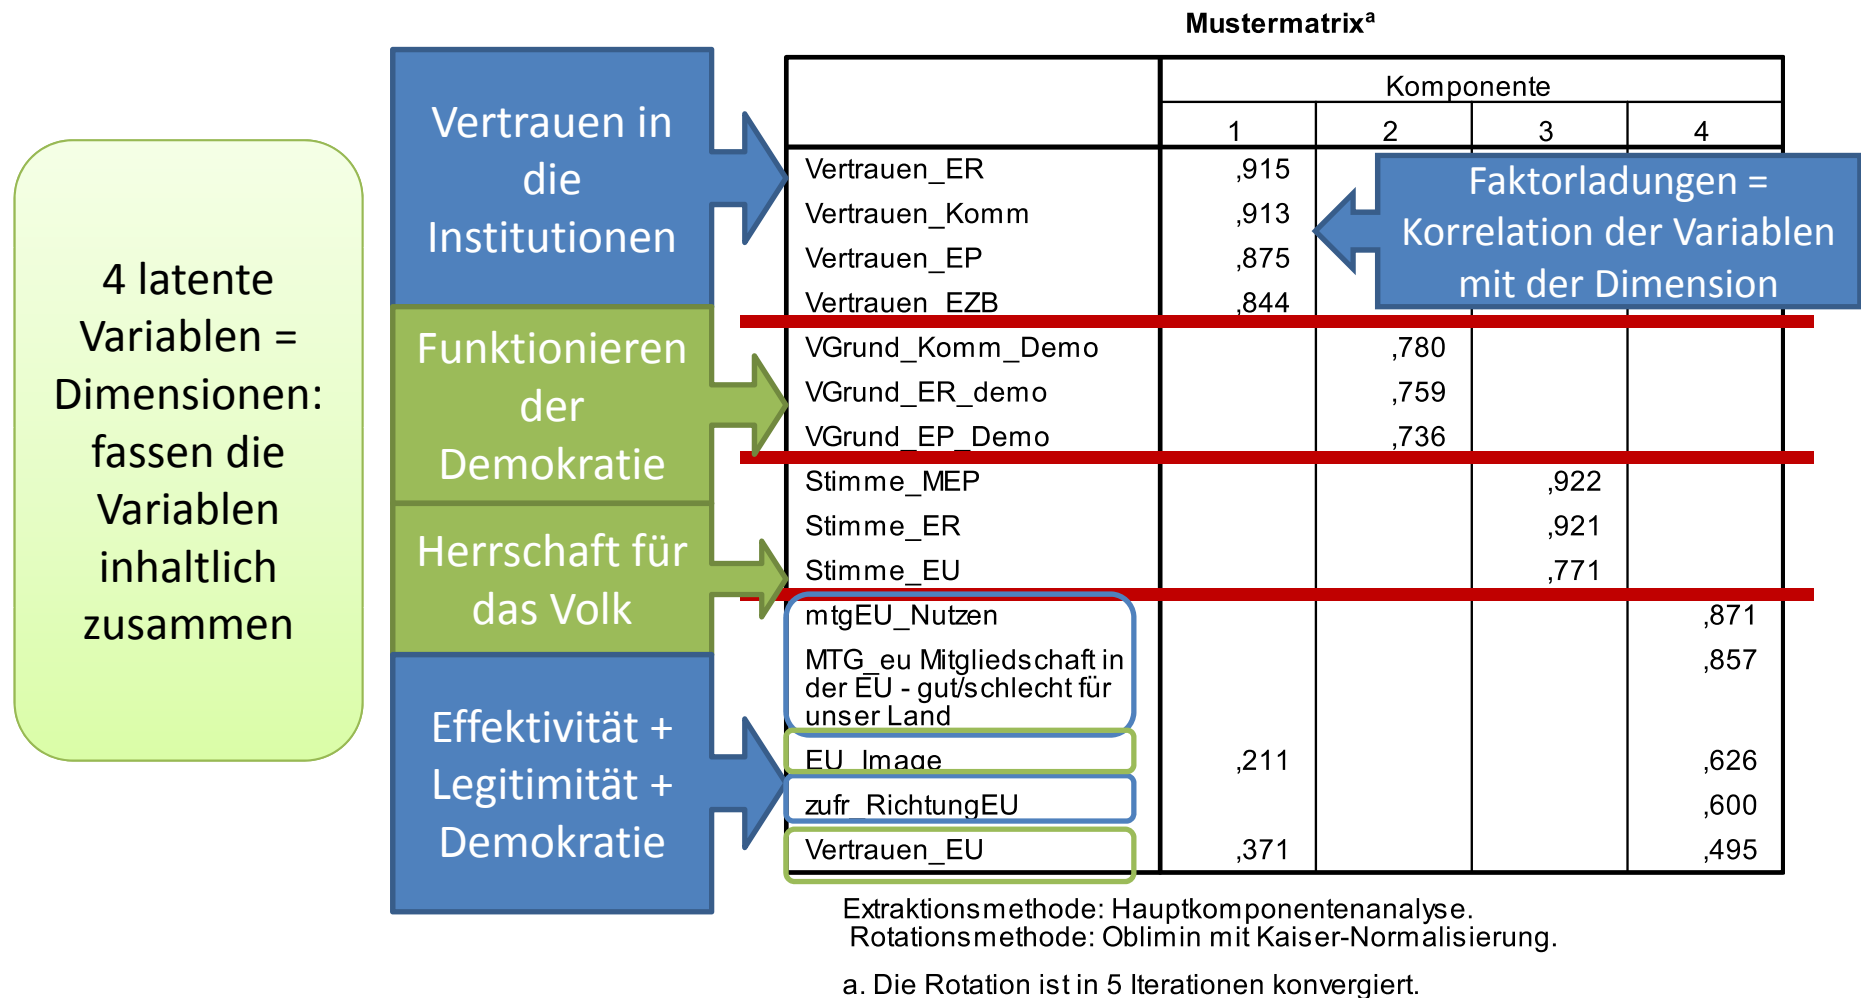 Mustermatrixᵃ
4 latente
Variablen =
Dimensionen:
fassen die
Variablen
inhaltlich
zusammen
Vertrauen in
die
Institutionen
Funktionieren
der
Demokratie
Herrschaft für
das Volk
Effektivität +
Legitimität +
Demokratie
Komponente
1 2 3 4
Vertrauen_ER ,915
Vertrauen_Komm ,913
Vertrauen_EP ,875
Vertrauen_EZB ,844
Faktorladungen =
Korrelation der Variablen
mit der Dimension
VGrund_Komm_Demo ,780
VGrund_ER_demo ,759
VGrund_EP_Demo ,736
Stimme_MEP ,922
Stimme_ER ,921
Stimme_EU ,771
mtgEU_Nutzen ,871
MTG_eu Mitgliedschaft in ,857
der EU - gut/schlecht für
unser Land
EU_Image ,211 ,626
zufr_RichtungEU ,600
Vertrauen_EU ,371 ,495
Extraktionsmethode: Hauptkomponentenanalyse.
Rotationsmethode: Oblimin mit Kaiser-Normalisierung.
a. Die Rotation ist in 5 Iterationen konvergiert.